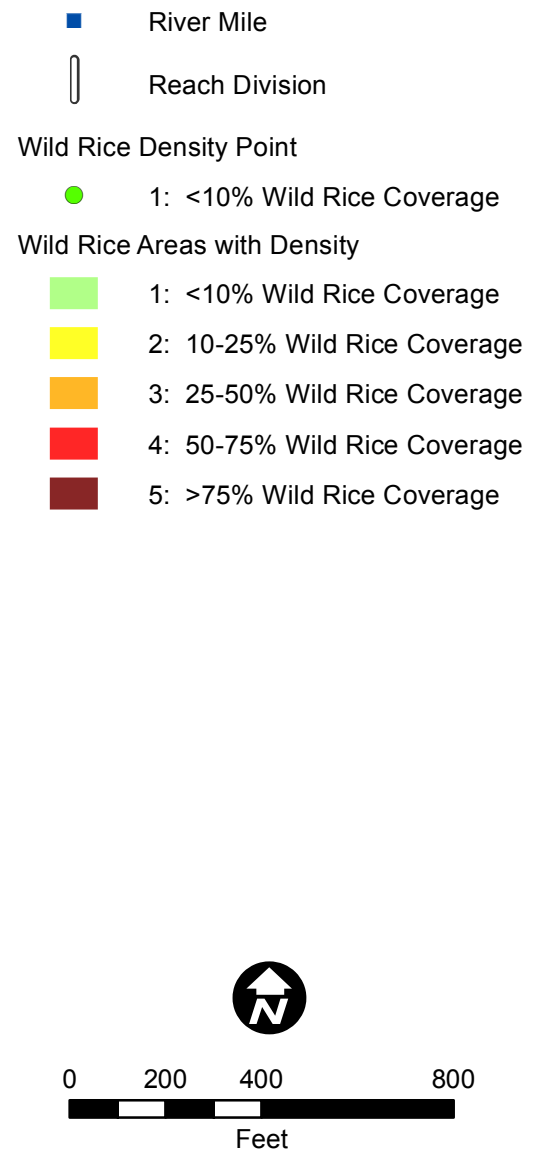 River Mile
Reach Division
Wild Rice Density Point
1: <10% Wild Rice Coverage
Wild Rice Areas with Density
1: <10% Wild Rice Coverage
2: 10-25% Wild Rice Coverage
3: 25-50% Wild Rice Coverage
4: 50-75% Wild Rice Coverage
5: >75% Wild Rice Coverage
N
0 200 400 800
Feet